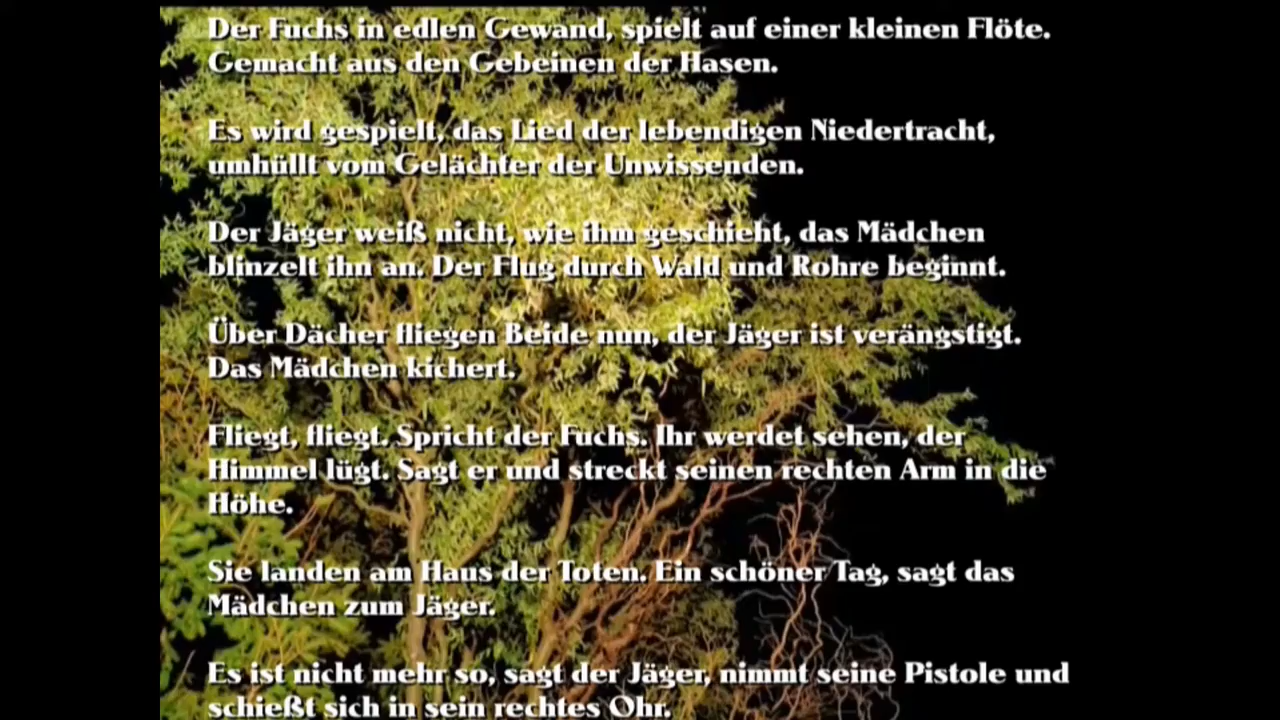 Der Fuchs in edlen Gewand, spielt auf einer kleinen Flöte.
Gemacht aus den Gebeinen der Hasen.
Es wird gespielt, das Lied der lebendigen Niedertracht,
umhüllt vom Gelächter der Unwissenden.
Der Jäger weiß nicht, wie ihm geschieht, das Mädchen
blinzelt ihn an. Der Flug durch Wald und Rohre beginnt.
Über Dächer fliegen Beide nun, der Jäger ist verängstigt.
Das Mädchen kichert.
Fliegt, fliegt. Spricht der Fuchs. Ihr werdet sehen, der
Himmel lügt. Sagt er und streckt seinen rechten Arm in die
Höhe.
Sie landen am Haus der Toten. Ein schöner Tag, sagt das
Mädchen zum Jäger.
Es ist nicht mehr so, sagt der Jäger, nimmt seine Pistole und
schießt sich in sein rechtes Ohr.